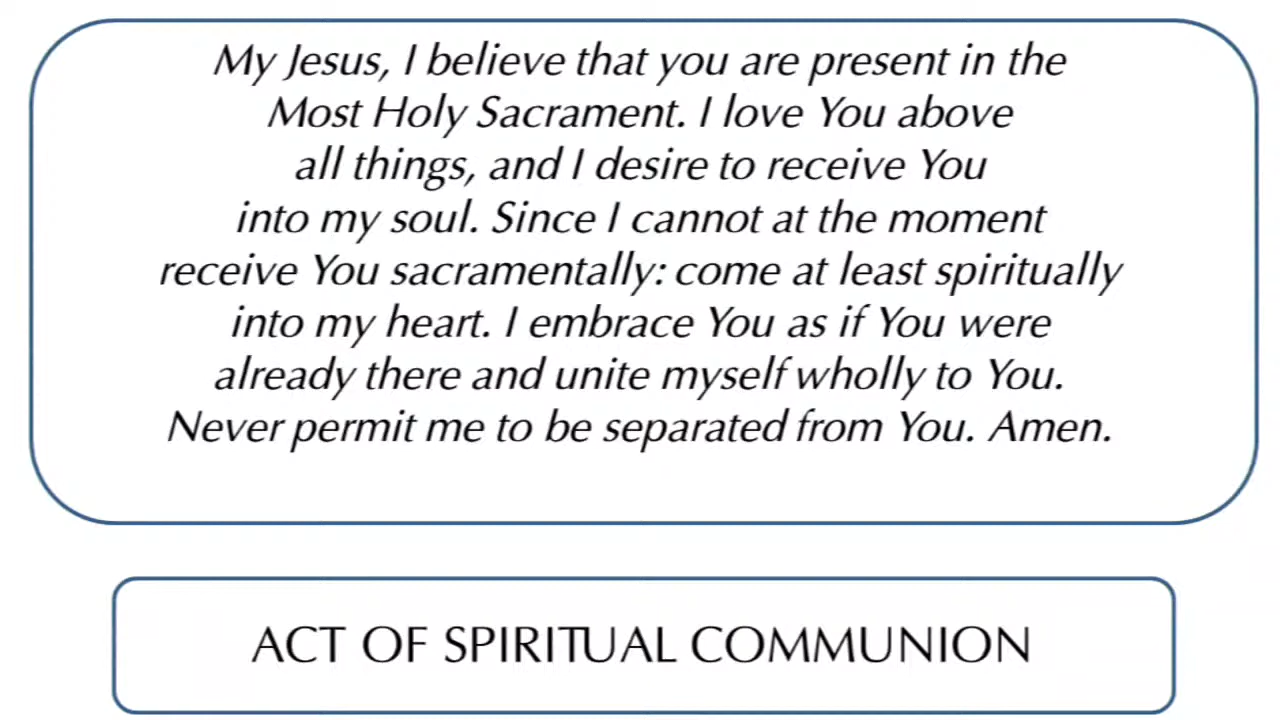 My Jesus, I believe that you are present in the
Most Holy Sacrament. I love You above
all things, and I desire to receive You
into my soul. Since I cannot at the moment
receive You sacramentally: come at least spiritually
into my heart. I embrace You as if You were
already there and unite myself wholly to You.
Never permit me to be separated from You. Amen.
ACT OF SPIRITUAL COMMUNION